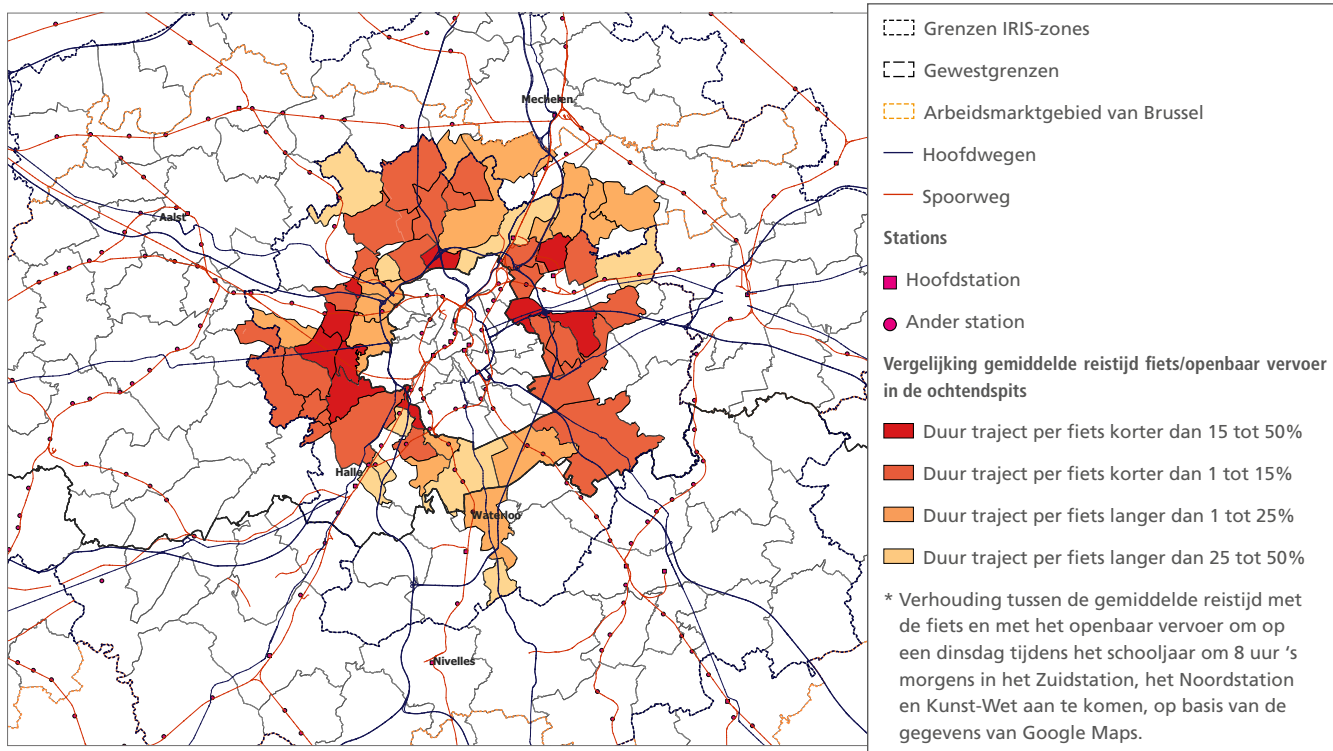 Mechelen
Aalst
Halle
Waterloo
Nivelles
Grenzen IRIS-zones
Gewestgrenzen
Arbeidsmarktgebied van Brussel
Hoofdwegen
Spoorweg
Stations
Hoofdstation
Ander station
Vergelijking gemiddelde reistijd fiets/openbaar vervoer
in de ochtendspits
Duur traject per fiets korter dan 15 tot 50%
Duur traject per fiets korter dan 1 tot 15%
Duur traject per fiets langer dan 1 tot 25%
Duur traject per fiets langer dan 25 tot 50%
* Verhouding tussen de gemiddelde reistijd met
de fiets en met het openbaar vervoer om op
een dinsdag tijdens het schooljaar om 8 uur ‘s
morgens in het Zuidstation, het Noordstation
en Kunst-Wet aan te komen, op basis van de
gegevens van Google Maps.